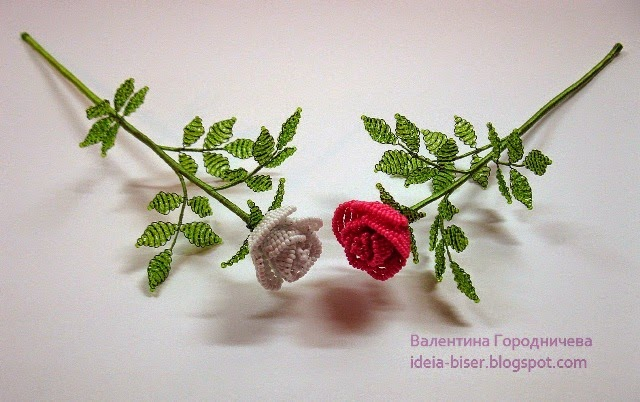 Валентина Городничева
ideia-biser.blogspot.com